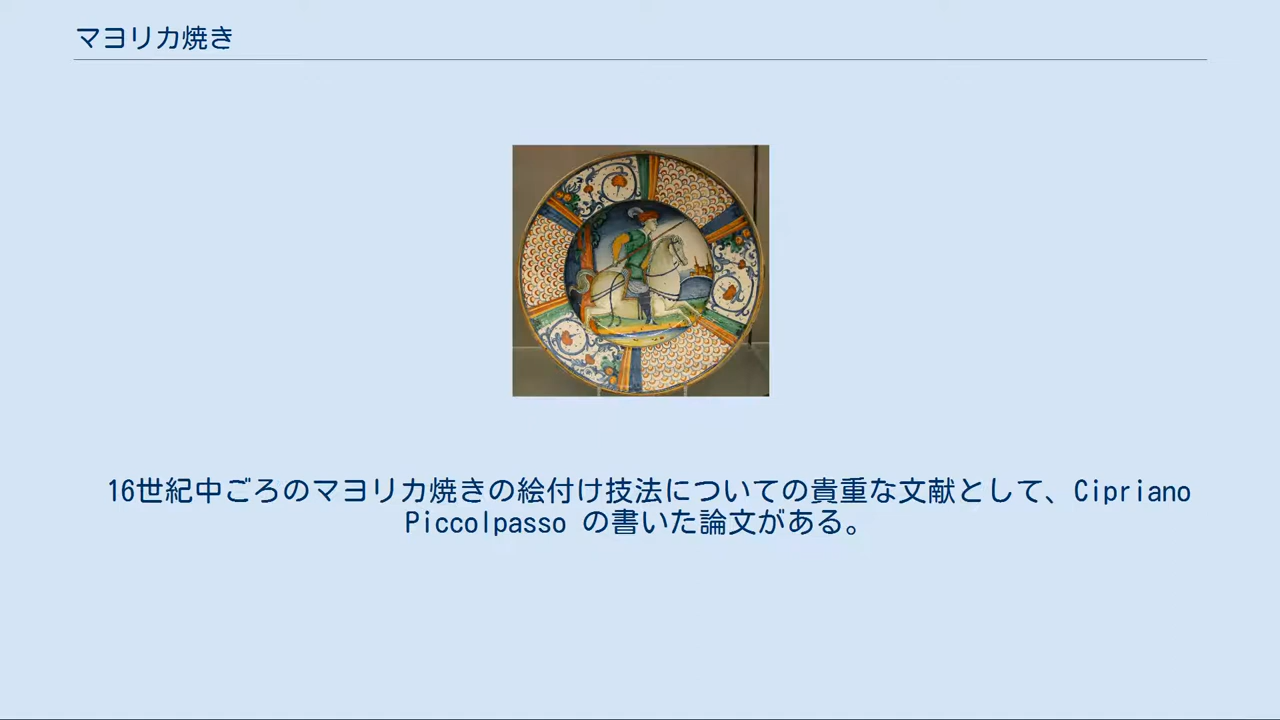 マヨリカ焼き
16世紀中ごろのマヨリカ焼きの絵付け技法についての貴重な文献として、Cipriano
Piccolpasso の書いた論文がある。